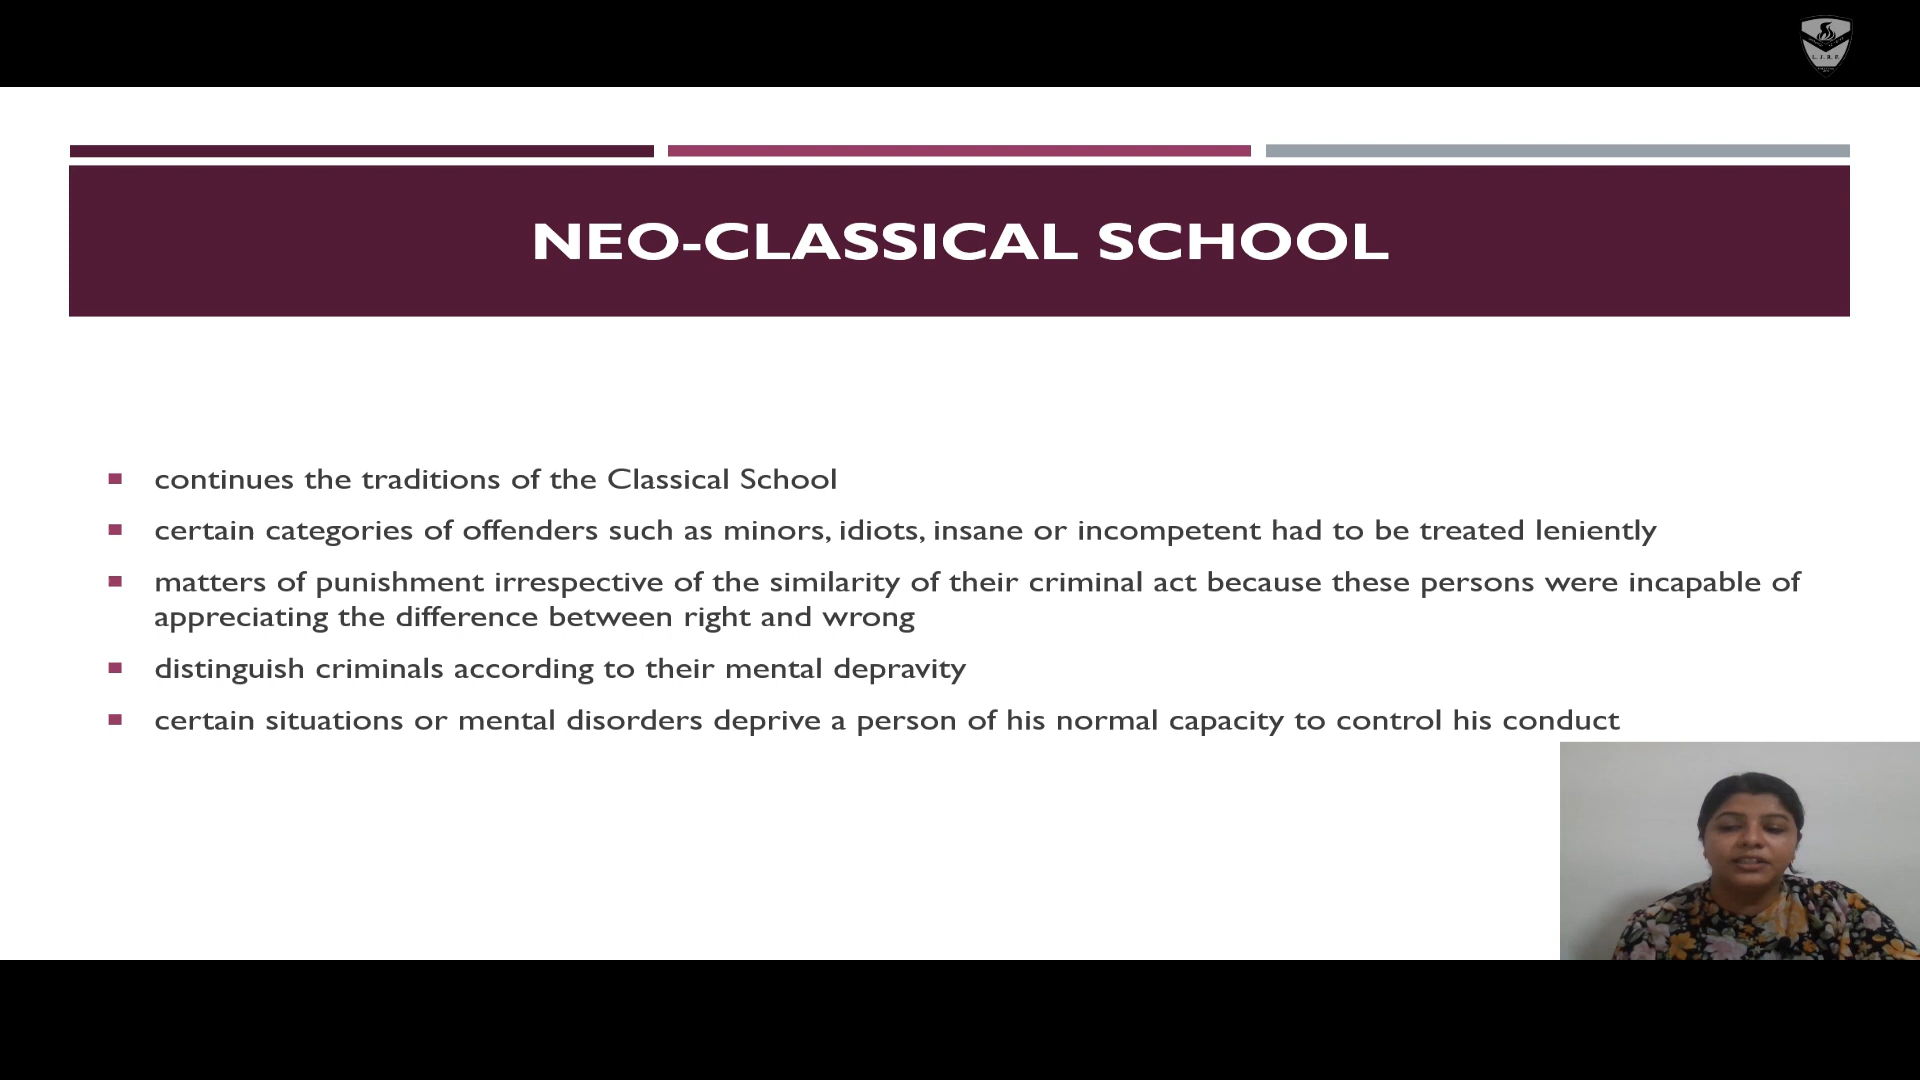 L.J.R.F.
NEO-CLASSICAL SCHOOL
▪ continues the traditions of the Classical School
▪ certain categories of offenders such as minors, idiots, insane or incompetent had to be treated leniently
▪ matters of punishment irrespective of the similarity of their criminal act because these persons were incapable of
appreciating the difference between right and wrong
▪ distinguish criminals according to their mental depravity
▪ certain situations or mental disorders deprive a person of his normal capacity to control his conduct